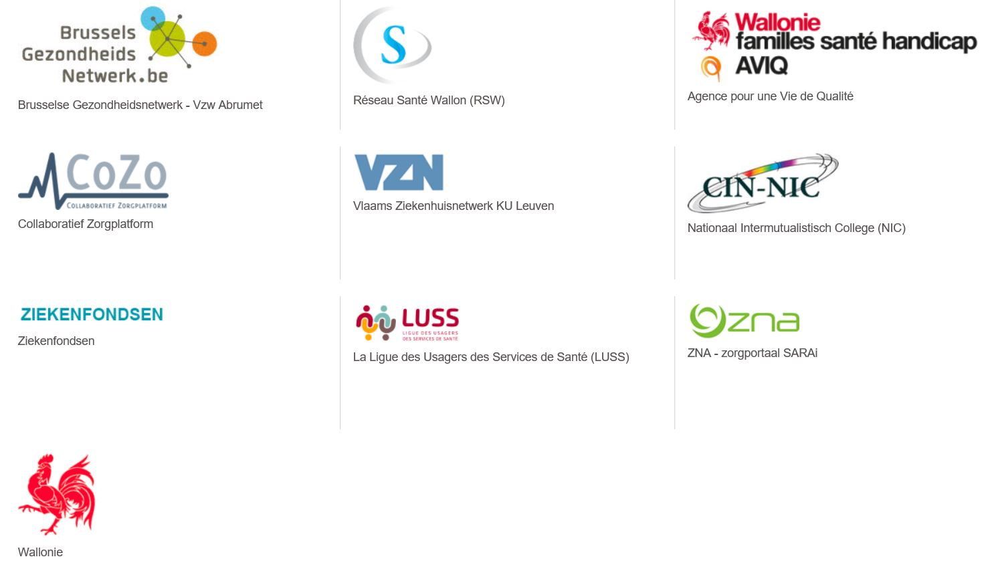 Brussels
Gezondheids
Netwerk.be
Brusselse Gezondheidsnetwerk - Vzw Abrumet
S
Réseau Santé Wallon (RSW)
Wallonie
familles santé handicap
AVIQ
Agence pour une Vie de Qualité
CoZo
COLLABORATIEF ZORGPLATFORM
Collaboratief Zorgplatform
VZN
Vlaams Ziekenhuisnetwerk KU Leuven
CIN-NIC
Nationaal Intermutualistisch College (NIC)
ZIEKENFONDSEN
Ziekenfondsen
LUSS
LIGUE DES USAGERS
DES SERVICES DE SANTÉ
La Ligue des Usagers des Services de Santé (LUSS)
zna
ZNA - zorgportaal SARAi
Wallonie